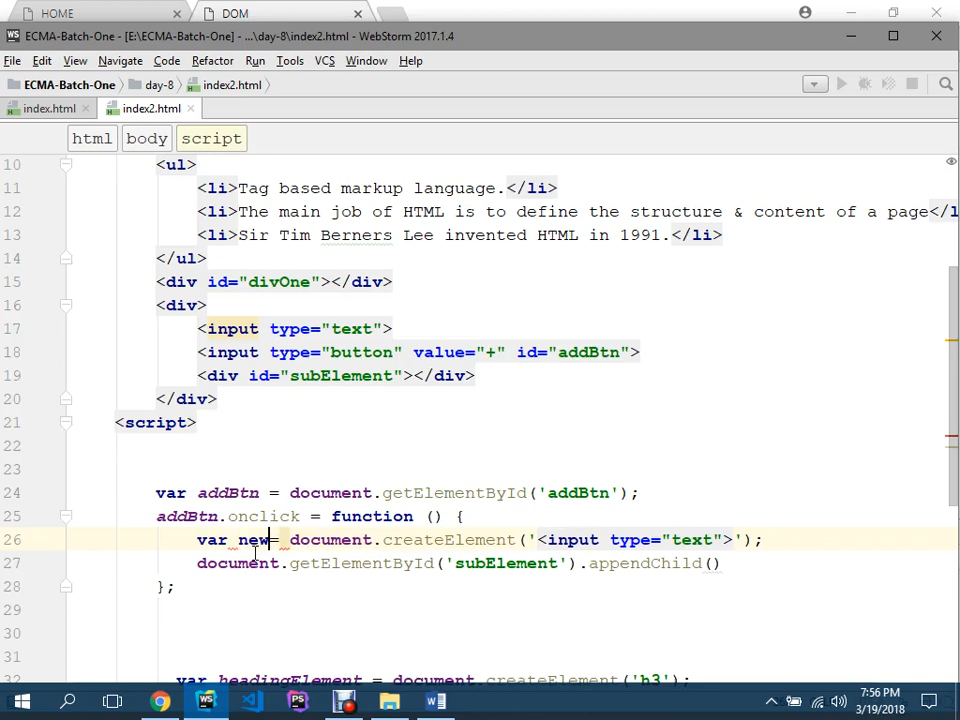 HOME
DOM
ECMA-Batch-One - [E:\ECMA-Batch-One] - ...\day-8\index2.html - WebStorm 2017.1.4
File Edit View Navigate Code Refactor Run Tools VCS Window Help
ECMA-Batch-One day-8 index2.html
index.html index2.html
html body script
10 <ul>
11 <li>Tag based markup language.</li>
12 <li>The main job of HTML is to define the structure & content of a page</l
13 <li>Sir Tim Berners Lee invented HTML in 1991.</li>
14 </ul>
15 <div id="divOne"></div>
16 <div>
17 <input type="text">
18 <input type="button" value="+" id="addBtn">
19 <div id="subElement"></div>
20 </div>
21 <script>
22
23
24 var addBtn = document.getElementById('addBtn');
25 addBtn.onclick = function () {
26 var new= document.createElement('<input type="text">');
27 document.getElementById('subElement').appendChild()
28 };
29
30
31
32 var headingElement = document.createElement('h3');
7:56 PM
3/19/2018